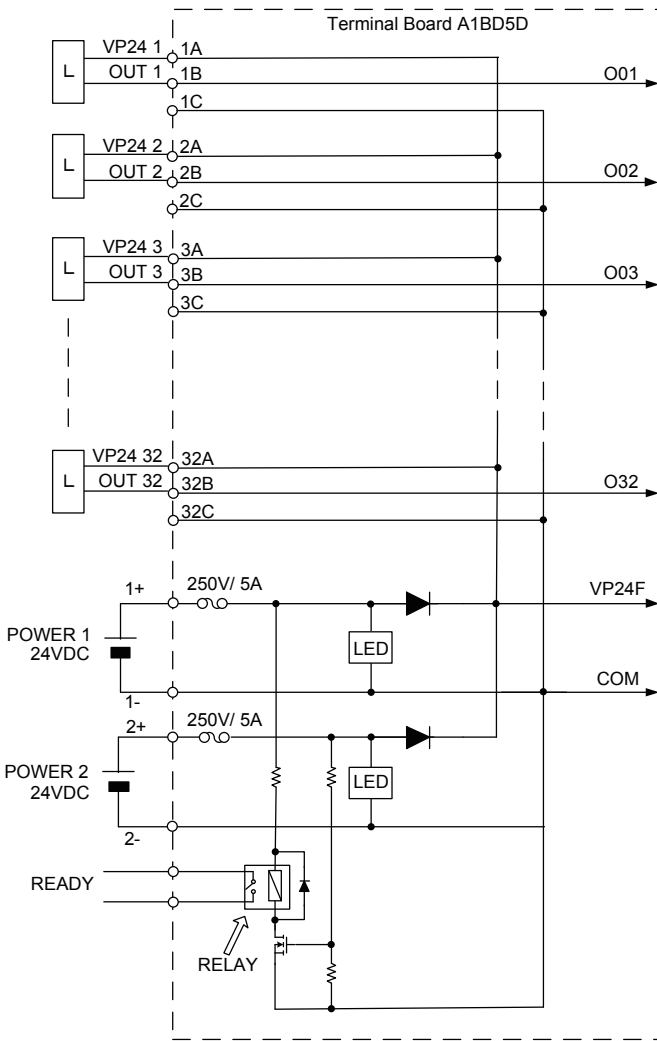 Terminal Board A1BD5D
VP24 1
1A
L
OUT 1
1B
O01
1C
VP24 2
2A
L
OUT 2
2B
O02
2C
VP24 3
3A
L
OUT 3
3B
O03
3C
VP24 32
32A
L
OUT 32
32B
O32
32C
1+
250V/ 5A
VP24F
POWER 1
24VDC
LED
COM
1-
2+
250V/ 5A
POWER 2
24VDC
LED
2-
READY
RELAY